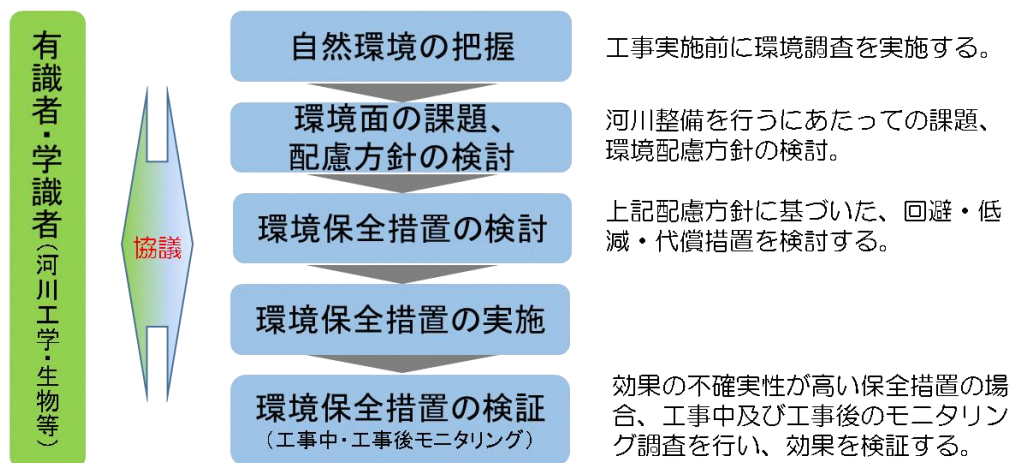 有識者・学識者（河川工学・生物等）
協議
自然環境の把握
工事実施前に環境調査を実施する。
環境面の課題、
配慮方針の検討
河川整備を行うにあたっての課題、
環境配慮方針の検討。
環境保全措置の検討
上記配慮方針に基づいた、回避・低
減・代償措置を検討する。
環境保全措置の実施
環境保全措置の検証
（工事中・工事後モニタリング）
効果の不確実性が高い保全措置の場
合、工事中及び工事後のモニタリン
グ調査を行い、効果を検証する。